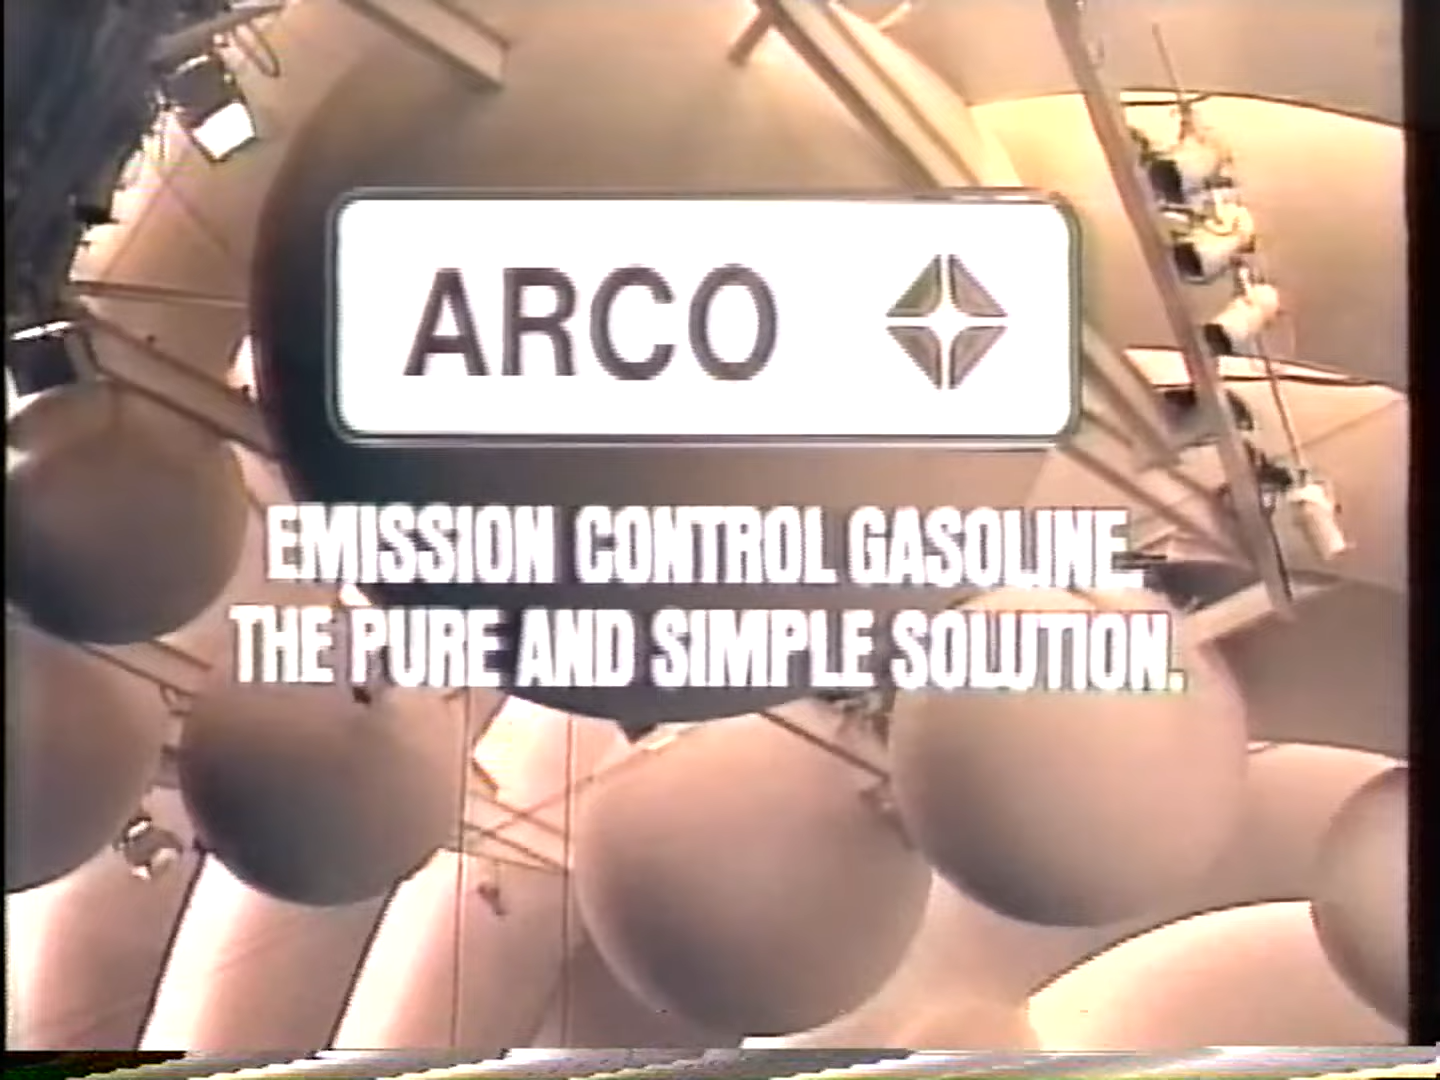 ARCO
EMISSION CONTROL GASOLINE.
THE PURE AND SIMPLE SOLUTION.